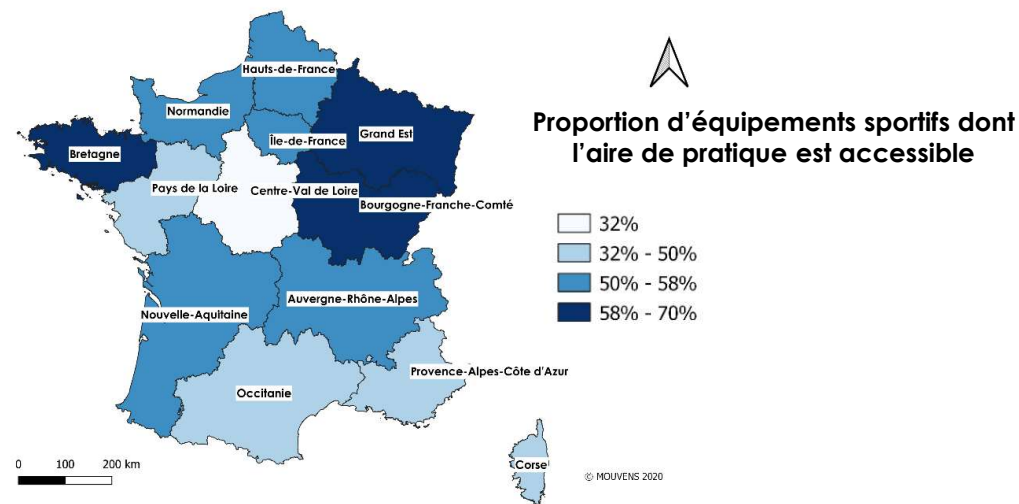 Hauts-de-France
Normandie
Île-de-France
Grand Est
Bretagne
Pays de la Loire
Centre-Val de Loire
Bourgogne-Franche-Comté
Auvergne-Rhône-Alpes
Nouvelle-Aquitaine
Provence-Alpes-Côte d'Azur
Occitanie
Corse
0 100 200 km
Proportion d'équipements sportifs dont
l'aire de pratique est accessible
32%
32% - 50%
50% - 58%
58% - 70%
© MOUVENS 2020